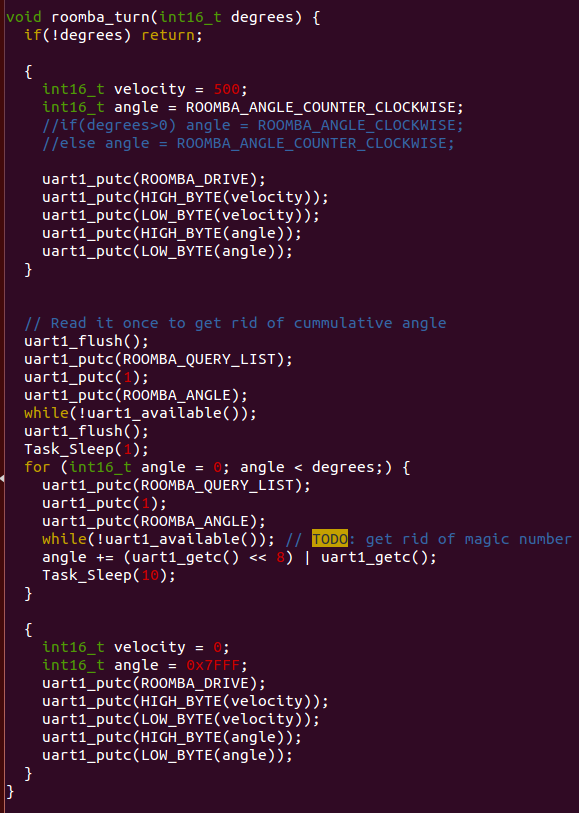 void roomba_turn(int16_t degrees) {
  if(!degrees) return;

  {
    int16_t velocity = 500;
    int16_t angle = ROOMBA_ANGLE_COUNTER_CLOCKWISE;
    //if(degrees>0) angle = ROOMBA_ANGLE_CLOCKWISE;
    //else angle = ROOMBA_ANGLE_COUNTER_CLOCKWISE;

    uart1_putc(ROOMBA_DRIVE);
    uart1_putc(HIGH_BYTE(velocity));
    uart1_putc(LOW_BYTE(velocity));
    uart1_putc(HIGH_BYTE(angle));
    uart1_putc(LOW_BYTE(angle));
  }


  // Read it once to get rid of cummulative angle
  uart1_flush();
  uart1_putc(ROOMBA_QUERY_LIST);
  uart1_putc(1);
  uart1_putc(ROOMBA_ANGLE);
  while(!uart1_available());
  uart1_flush();
  Task_Sleep(1);
  for (int16_t angle = 0; angle < degrees;) {
    uart1_putc(ROOMBA_QUERY_LIST);
    uart1_putc(1);
    uart1_putc(ROOMBA_ANGLE);
    while(!uart1_available()); // TODO: get rid of magic number
    angle += (uart1_getc() << 8) | uart1_getc();
    Task_Sleep(10);
  }

  {
    int16_t velocity = 0;
    int16_t angle = 0x7FFF;
    uart1_putc(ROOMBA_DRIVE);
    uart1_putc(HIGH_BYTE(velocity));
    uart1_putc(LOW_BYTE(velocity));
    uart1_putc(HIGH_BYTE(angle));
    uart1_putc(LOW_BYTE(angle));
  }
}